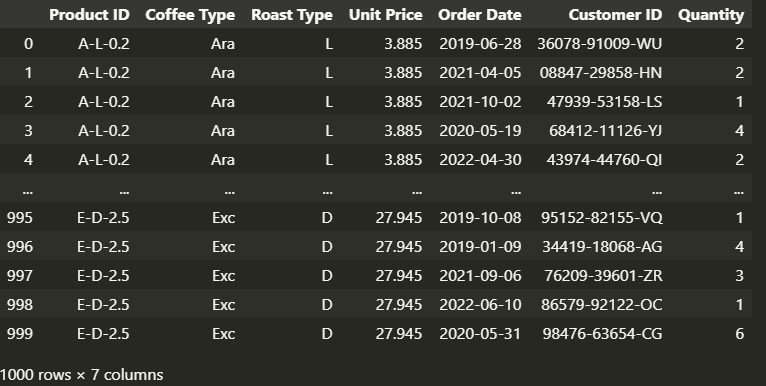 Product ID Coffee Type Roast Type Unit Price Order Date Customer ID Quantity
0 A-L-0.2 Ara L 3.885 2019-06-28 36078-91009-WU 2
1 A-L-0.2 Ara L 3.885 2021-04-05 08847-29858-HN 2
2 A-L-0.2 Ara L 3.885 2021-10-02 47939-53158-LS 1
3 A-L-0.2 Ara L 3.885 2020-05-19 68412-11126-YJ 4
4 A-L-0.2 Ara L 3.885 2022-04-30 43974-44760-QI 2
... ... ... ... ... ... ... ...
995 E-D-2.5 Exc D 27.945 2019-10-08 95152-82155-VQ 1
996 E-D-2.5 Exc D 27.945 2019-01-09 34419-18068-AG 4
997 E-D-2.5 Exc D 27.945 2021-09-06 76209-39601-ZR 3
998 E-D-2.5 Exc D 27.945 2022-06-10 86579-92122-OC 1
999 E-D-2.5 Exc D 27.945 2020-05-31 98476-63654-CG 6
1000 rows × 7 columns